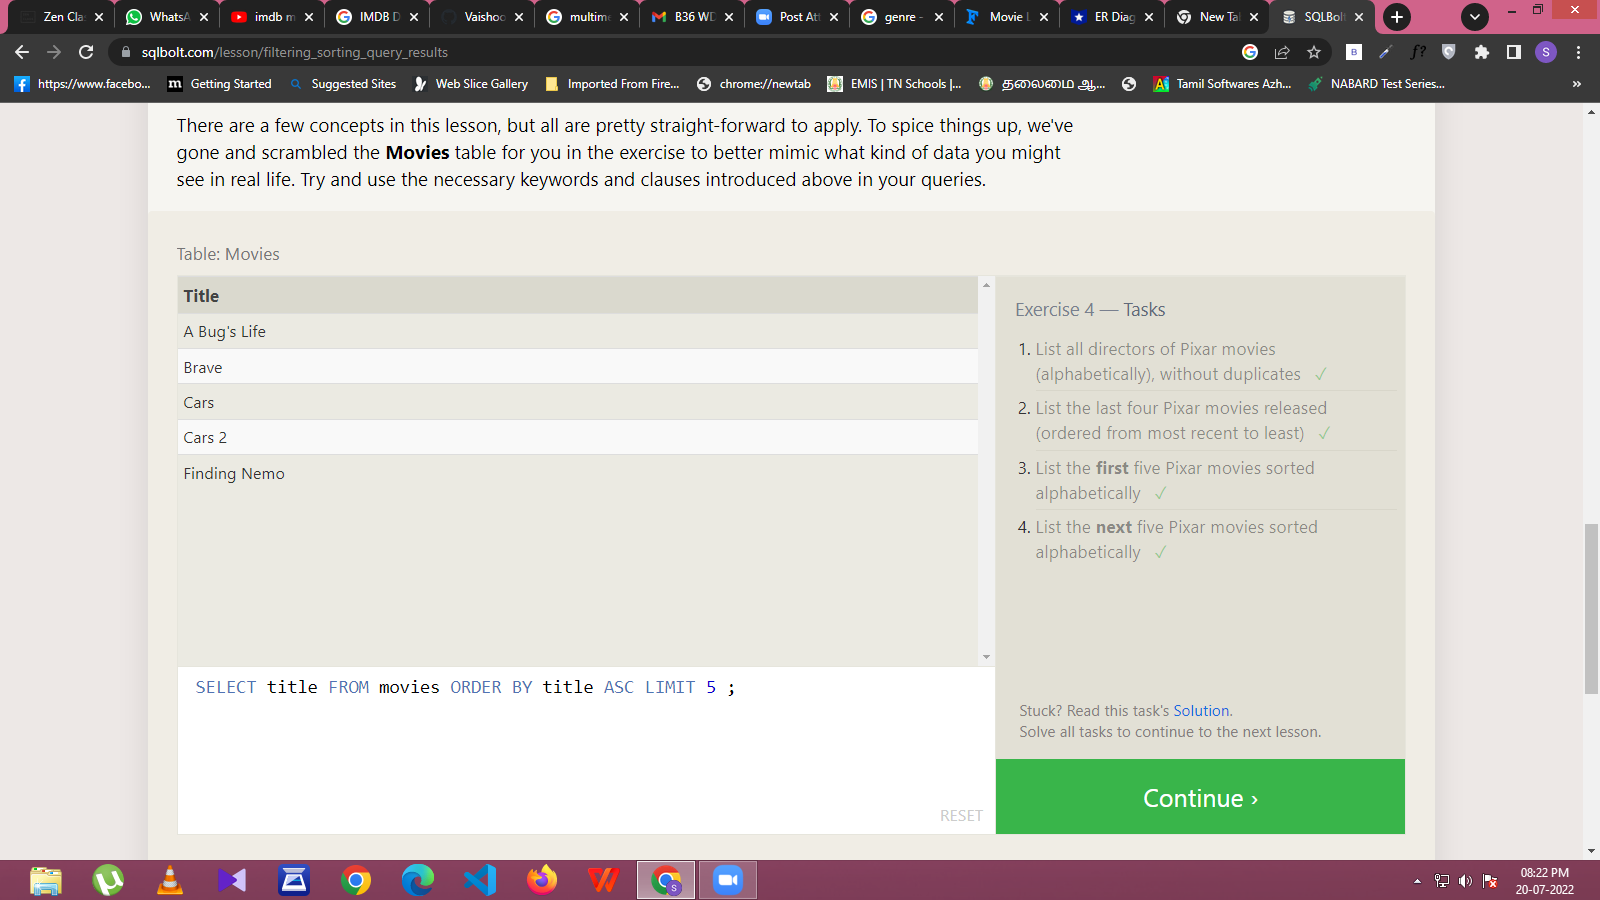 Zen Cla
WhatsA
imdb m
IMDB D
Vaishoo
multime
B36 WD
Post Att
genre -
Movie L
ER Diag
New Tab
SQLBolt
sqlbolt.com/lesson/filtering_sorting_query_results
https://www.facebo...
Getting Started
Suggested Sites
Web Slice Gallery
Imported From Fire...
chrome://newtab
EMIS | TN Schools |...
தலைமை ஆ...
Tamil Softwares Azh...
NABARD Test Series...
»
There are a few concepts in this lesson, but all are pretty straight-forward to apply. To spice things up, we've
gone and scrambled the Movies table for you in the exercise to better mimic what kind of data you might
see in real life. Try and use the necessary keywords and clauses introduced above in your queries.
Table: Movies
Title
A Bug's Life
Brave
Cars
Cars 2
Finding Nemo
SELECT title FROM movies ORDER BY title ASC LIMIT 5 ;
RESET
Exercise 4 — Tasks
1. List all directors of Pixar movies
(alphabetically), without duplicates ✓
2. List the last four Pixar movies released
(ordered from most recent to least) ✓
3. List the first five Pixar movies sorted
alphabetically ✓
4. List the next five Pixar movies sorted
alphabetically ✓
Stuck? Read this task's Solution.
Solve all tasks to continue to the next lesson.
Continue ›
08:22 PM
20-07-2022